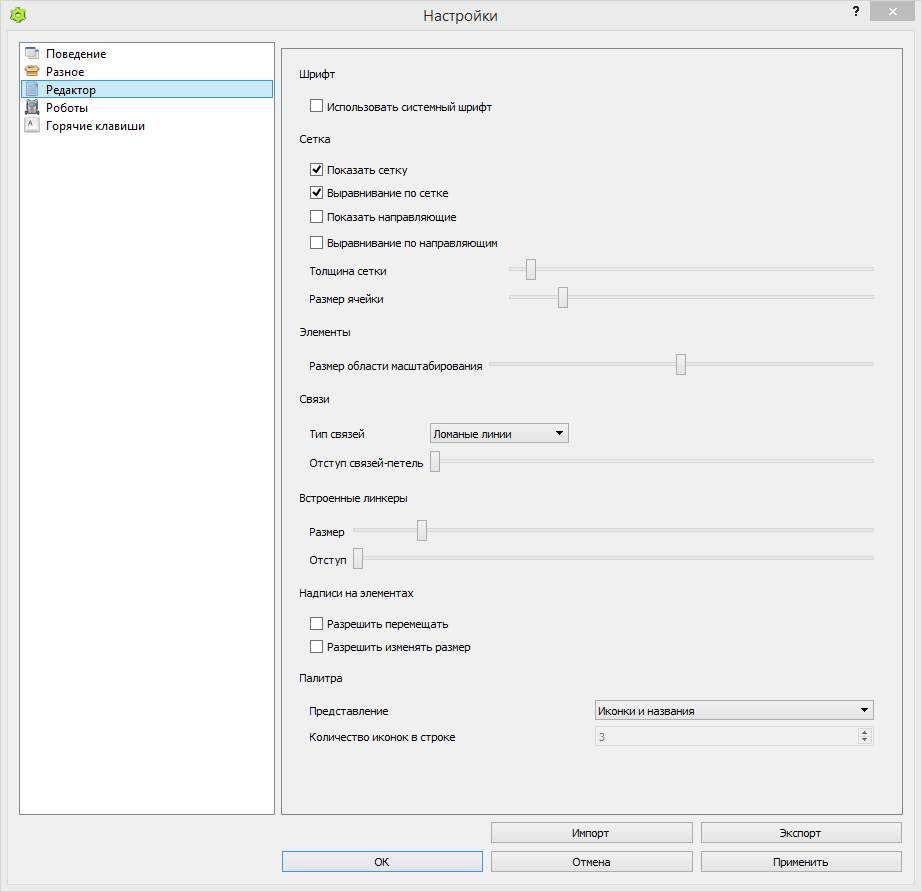 Настройки
?
Поведение
Разное
Редактор
Роботы
A Горячие клавиши
Шрифт
Использовать системный шрифт
Сетка
Показать сетку
Выравнивание по сетке
Показать направляющие
Выравнивание по направляющим
Толщина сетки
Размер ячейки
Элементы
Размер области масштабирования
Связи
Тип связей Ломаные линии
Отступ связей-петель
Встроенные линкеры
Размер
Отступ
Надписи на элементах
Разрешить перемещать
Разрешить изменять размер
Палитра
Представление Иконки и названия
Количество иконок в строке 3
Импорт Экспорт
OK Отмена Применить